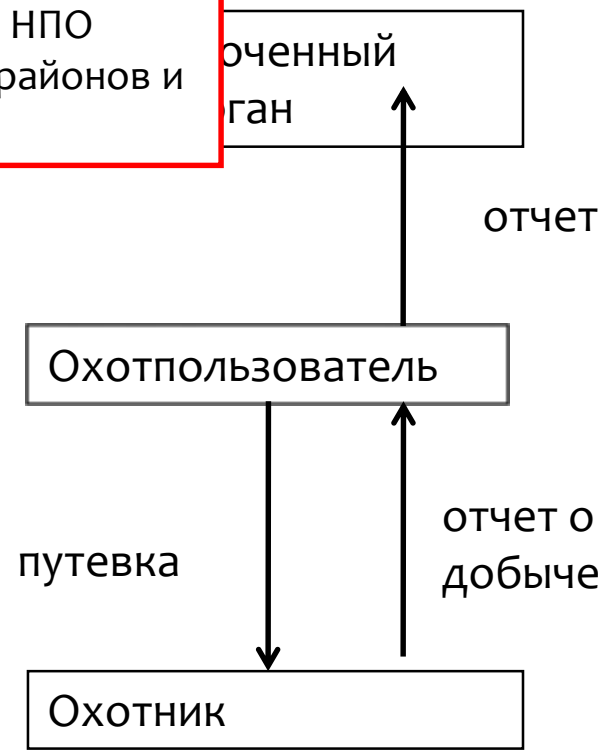 НПО
районов и
оченный
ган
отчет
Охотпользователь
путевка
отчет о
добыче
Охотник